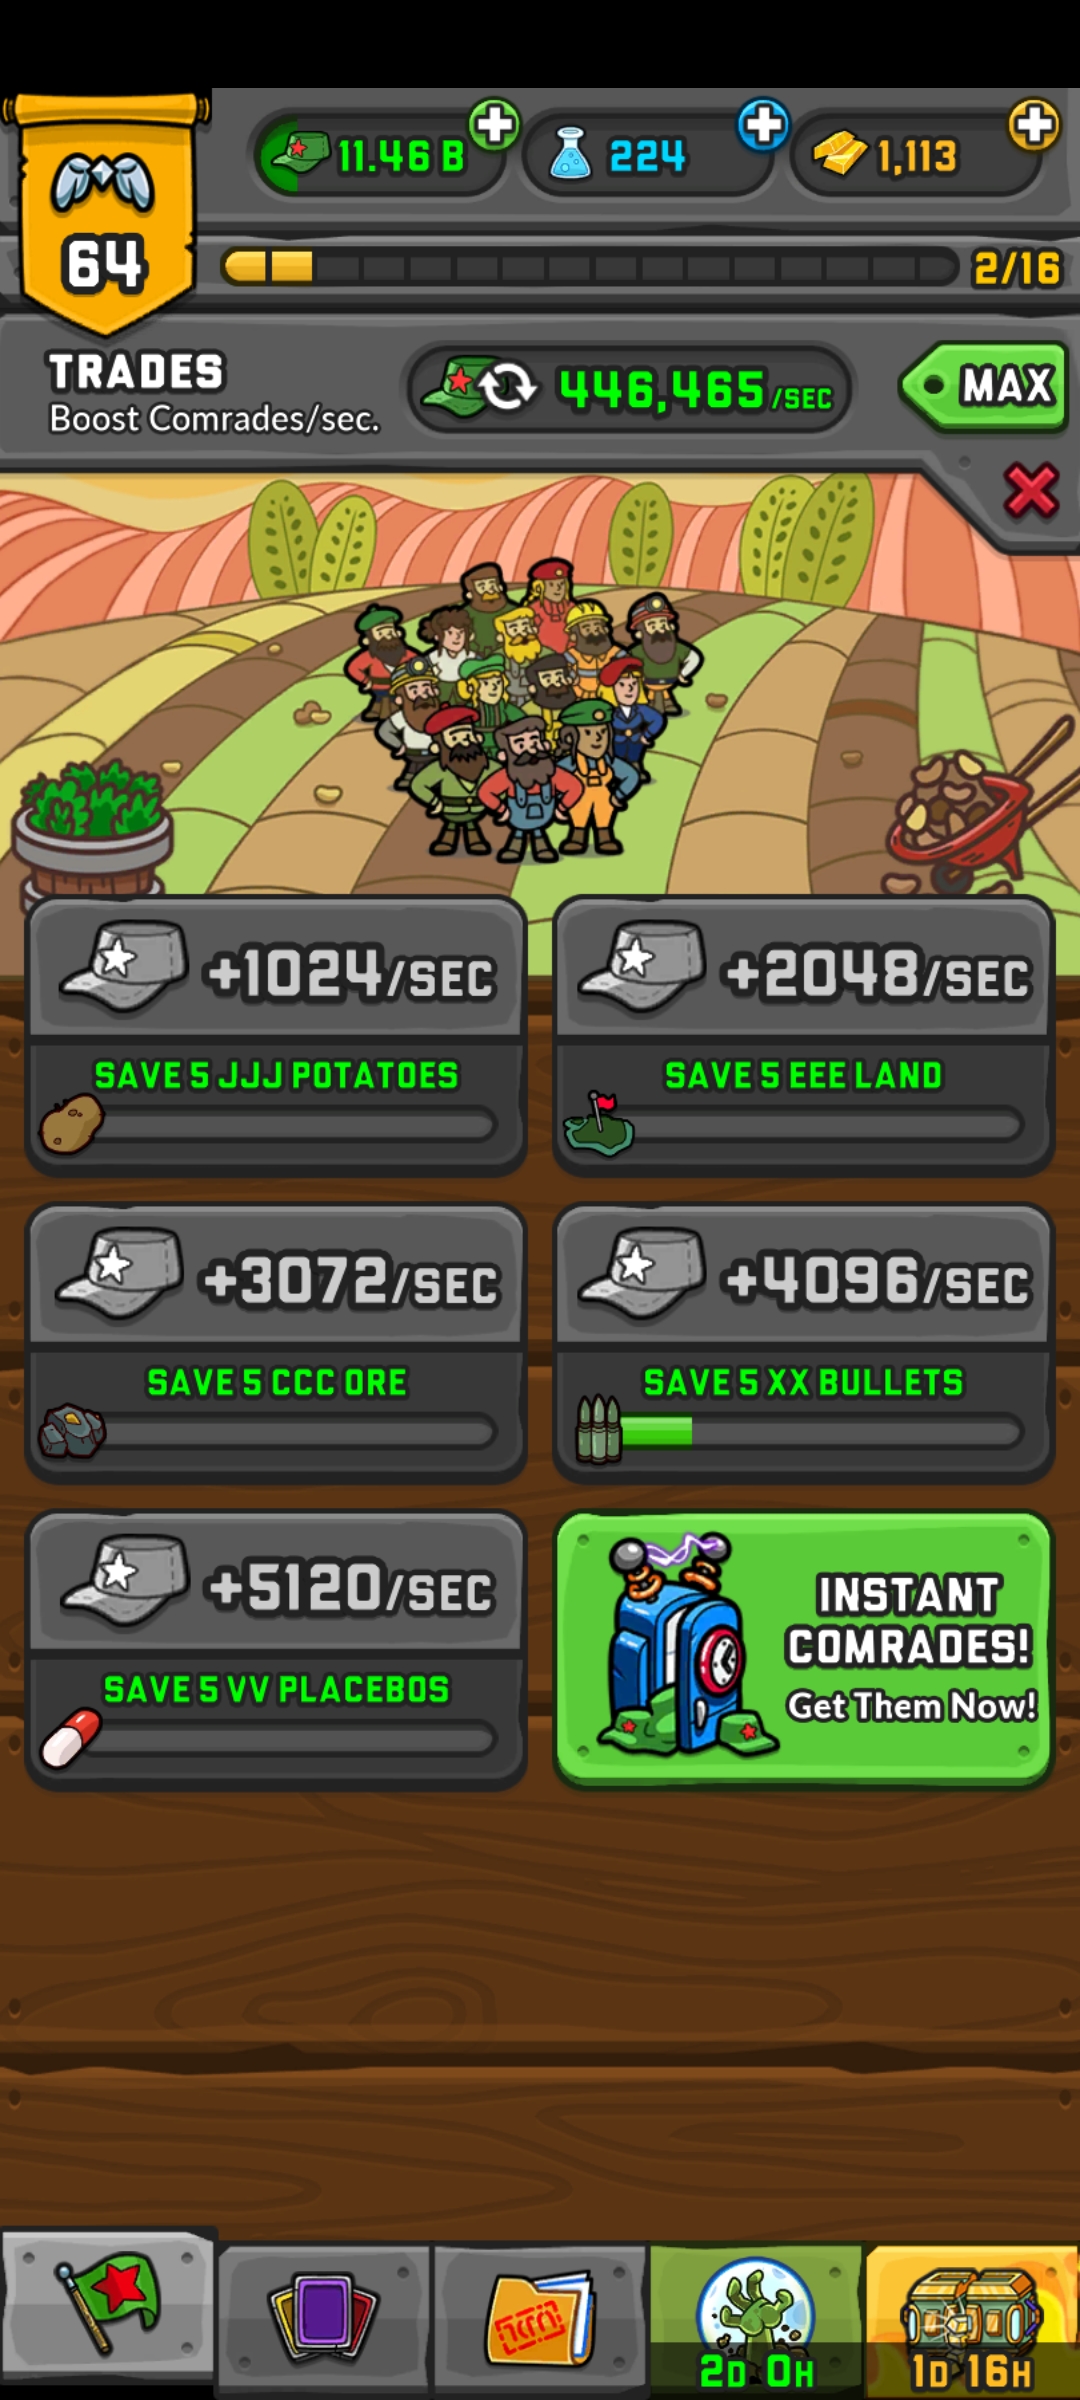 11.46 B
224
1,113
64
2/16
TRADES
Boost Comrades/sec.
446,465/SEC
MAX
+1024/SEC
SAVE 5 JJJ POTATOES
+2048/SEC
SAVE 5 EEE LAND
+3072/SEC
SAVE 5 CCC ORE
+4096/SEC
SAVE 5 XX BULLETS
+5120/SEC
SAVE 5 VV PLACEBOS
INSTANT
COMRADES!
Get Them Now!
2D 0H
1D 16H